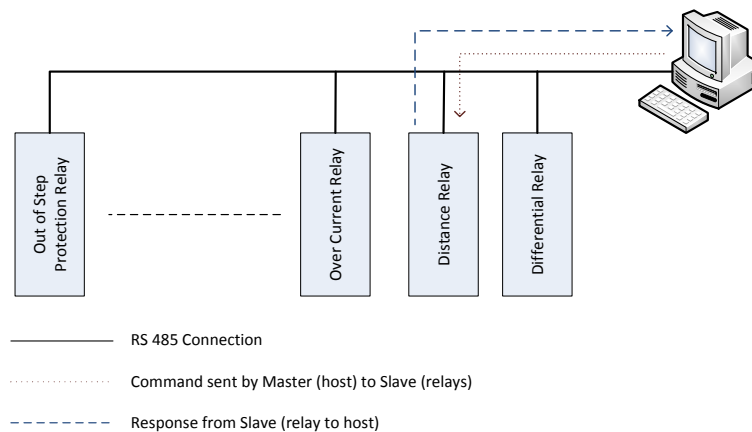 Out of Step
Protection Relay
Over Current Relay
Distance Relay
Differential Relay
RS 485 Connection
Command sent by Master (host) to Slave (relays)
Response from Slave (relay to host)